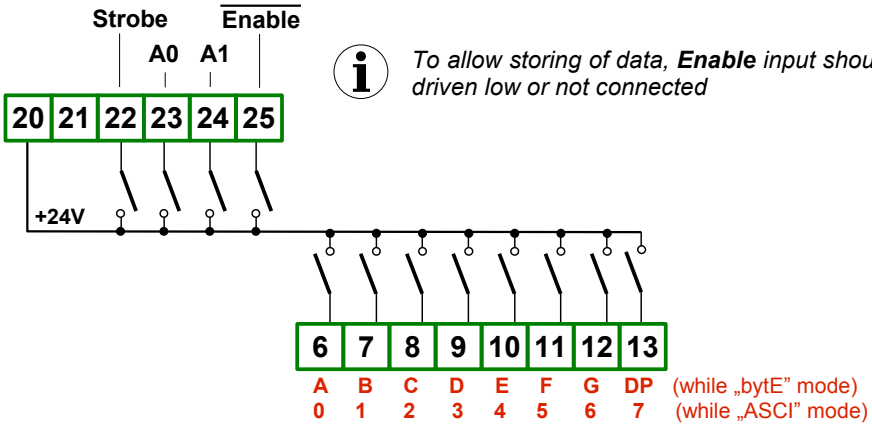 Strobe Enable
A0 A1
To allow storing of data, Enable input
driven low or not connected
20 21 22 23 24 25
+24V
6 7 8 9 10 11 12 13
A B C D E F G DP (while „bytE” mode)
0 1 2 3 4 5 6 7 (while „ASCI” mode)